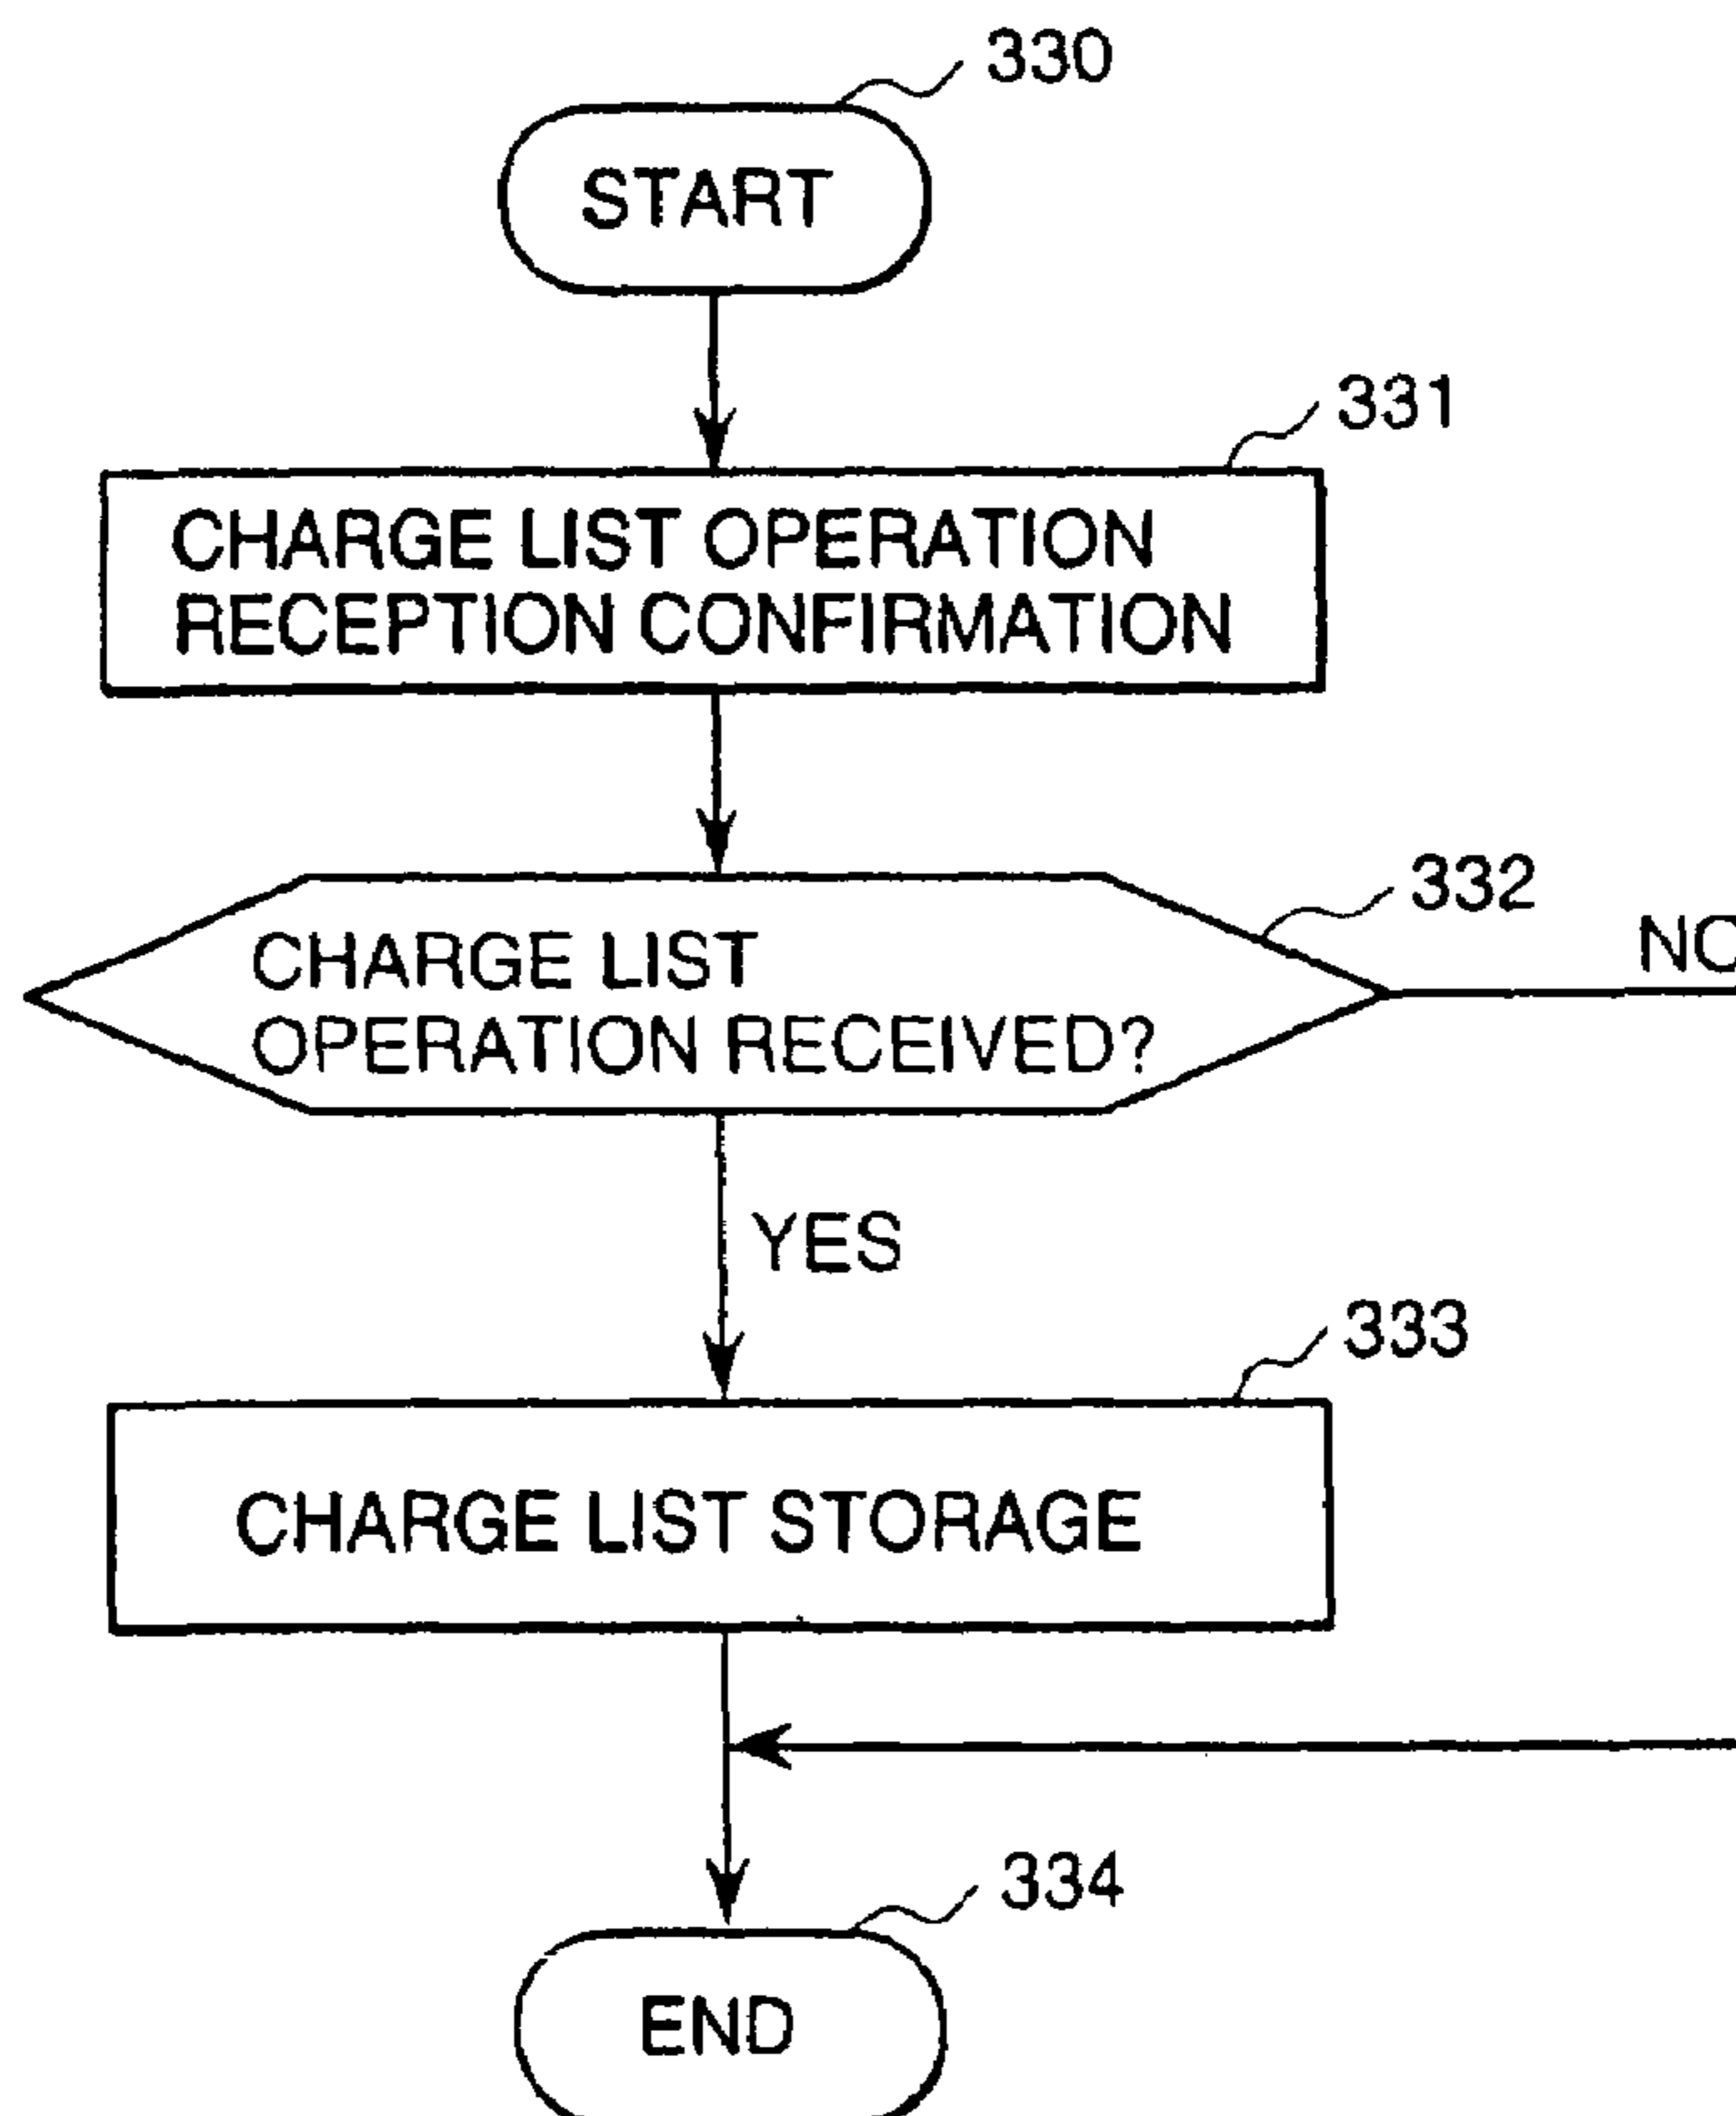 330
START
331
CHARGE LIST OPERATION
RECEPTION CONFIRMATION
332
NO
CHARGE LIST
OPERATION RECEIVED?
YES
333
CHARGE LIST STORAGE
334
END